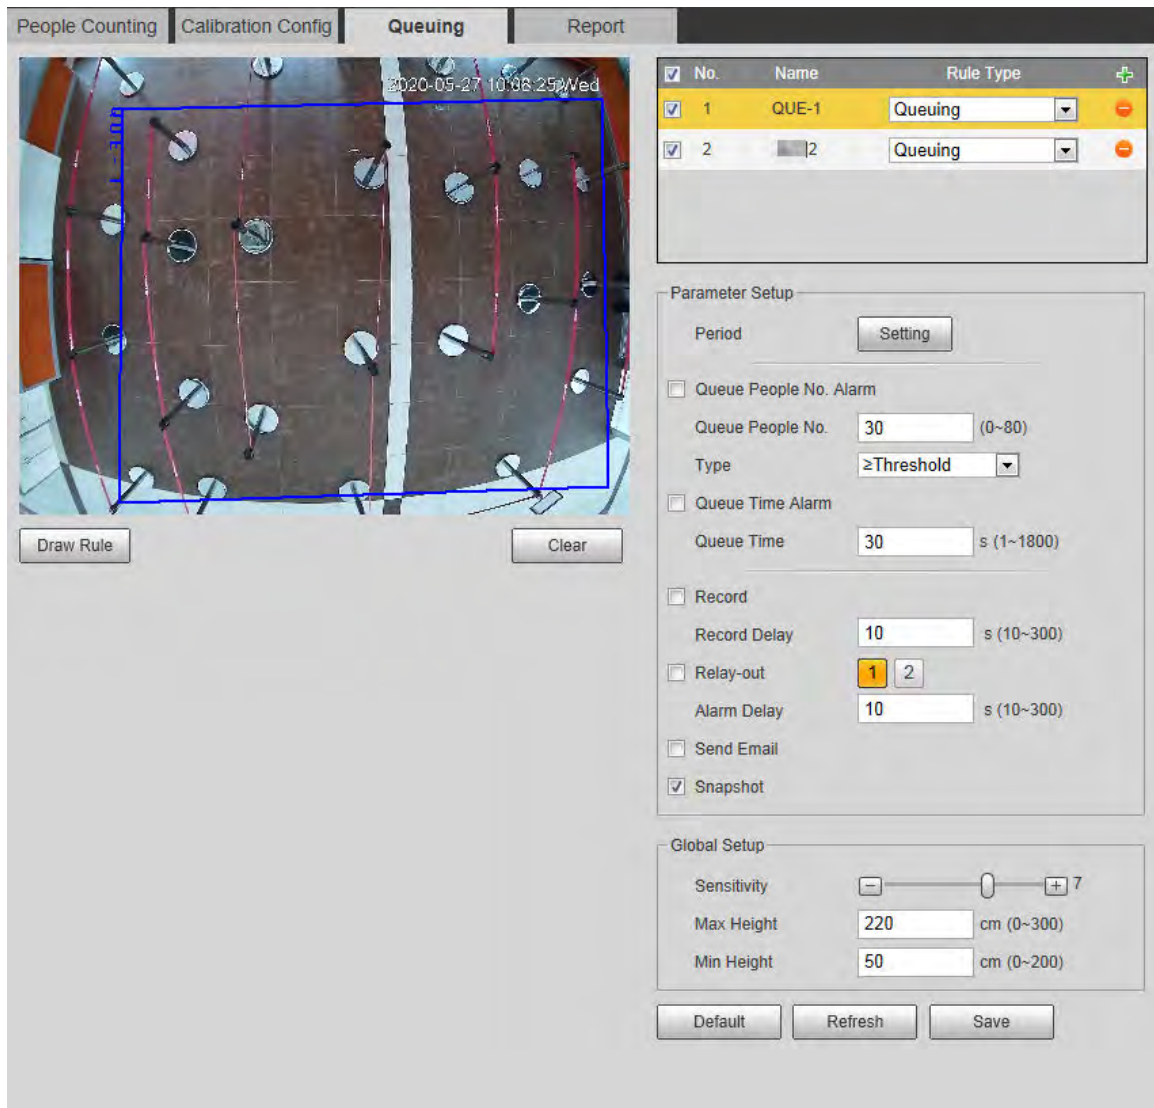 People Counting Calibration Config Queuing Report
2020-05-27 10:08:25 Wed
QUE-1
No. Name Rule Type
1 QUE-1 Queuing
2 2 Queuing
Parameter Setup
Period Setting
Queue People No. Alarm
Queue People No. 30 (0~80)
Type ≥Threshold
Queue Time Alarm
Queue Time 30 s (1~1800)
Record
Record Delay 10 s (10~300)
Relay-out 1 2
Alarm Delay 10 s (10~300)
Send Email
Snapshot
Global Setup
Sensitivity 7
Max Height 220 cm (0~300)
Min Height 50 cm (0~200)
Draw Rule Clear
Default Refresh Save